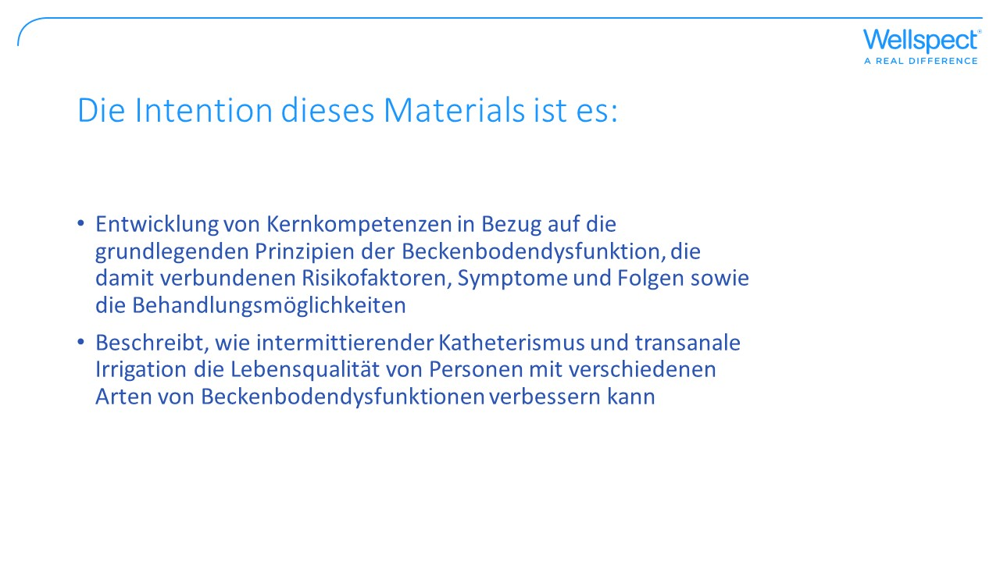 Wellspect®
A REAL DIFFERENCE
Die Intention dieses Materials ist es:
• Entwicklung von Kernkompetenzen in Bezug auf die
grundlegenden Prinzipien der Beckenbodendysfunktion, die
damit verbundenen Risikofaktoren, Symptome und Folgen sowie
die Behandlungsmöglichkeiten
• Beschreibt, wie intermittierender Katheterismus und transanale
Irrigation die Lebensqualität von Personen mit verschiedenen
Arten von Beckenbodendysfunktionen verbessern kann